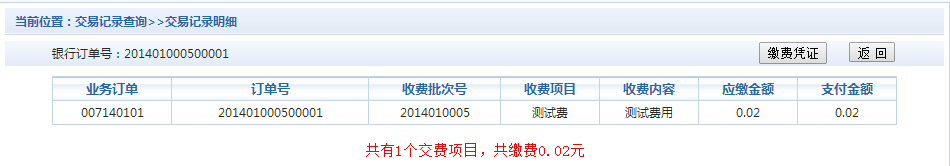 当前位置：交易记录查询>>交易记录明细
银行订单号：201401000500001 缴费凭证 返 回
业务订单 订单号 收费批次号 收费项目 收费内容 应缴金额 支付金额
007140101 201401000500001 2014010005 测试费 测试费用 0.02 0.02
共有1个交费项目，共缴费0.02元